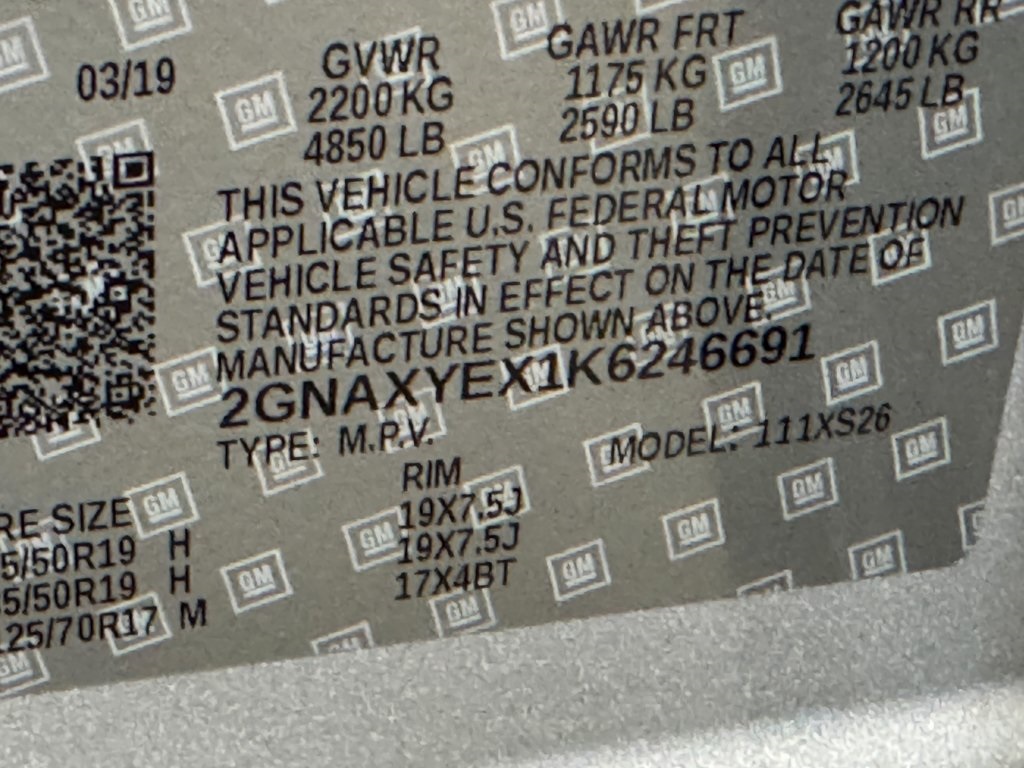 03/19
GVWR
2200 KG
4850 LB
GAWR FRT
1175 KG
2590 LB
GAWR RR
1200 KG
2645 LB
THIS VEHICLE CONFORMS TO ALL
APPLICABLE U.S. FEDERAL MOTOR
VEHICLE SAFETY AND THEFT PREVENTION
STANDARDS IN EFFECT ON THE DATE OF
MANUFACTURE SHOWN ABOVE.
2GNAXYEX1K6246691
TYPE: M.P.V. MODEL: 111XS26
RE SIZE RIM
5/50R19 H 19X7.5J
5/50R19 H 19X7.5J
25/70R17 M 17X4BT
GM